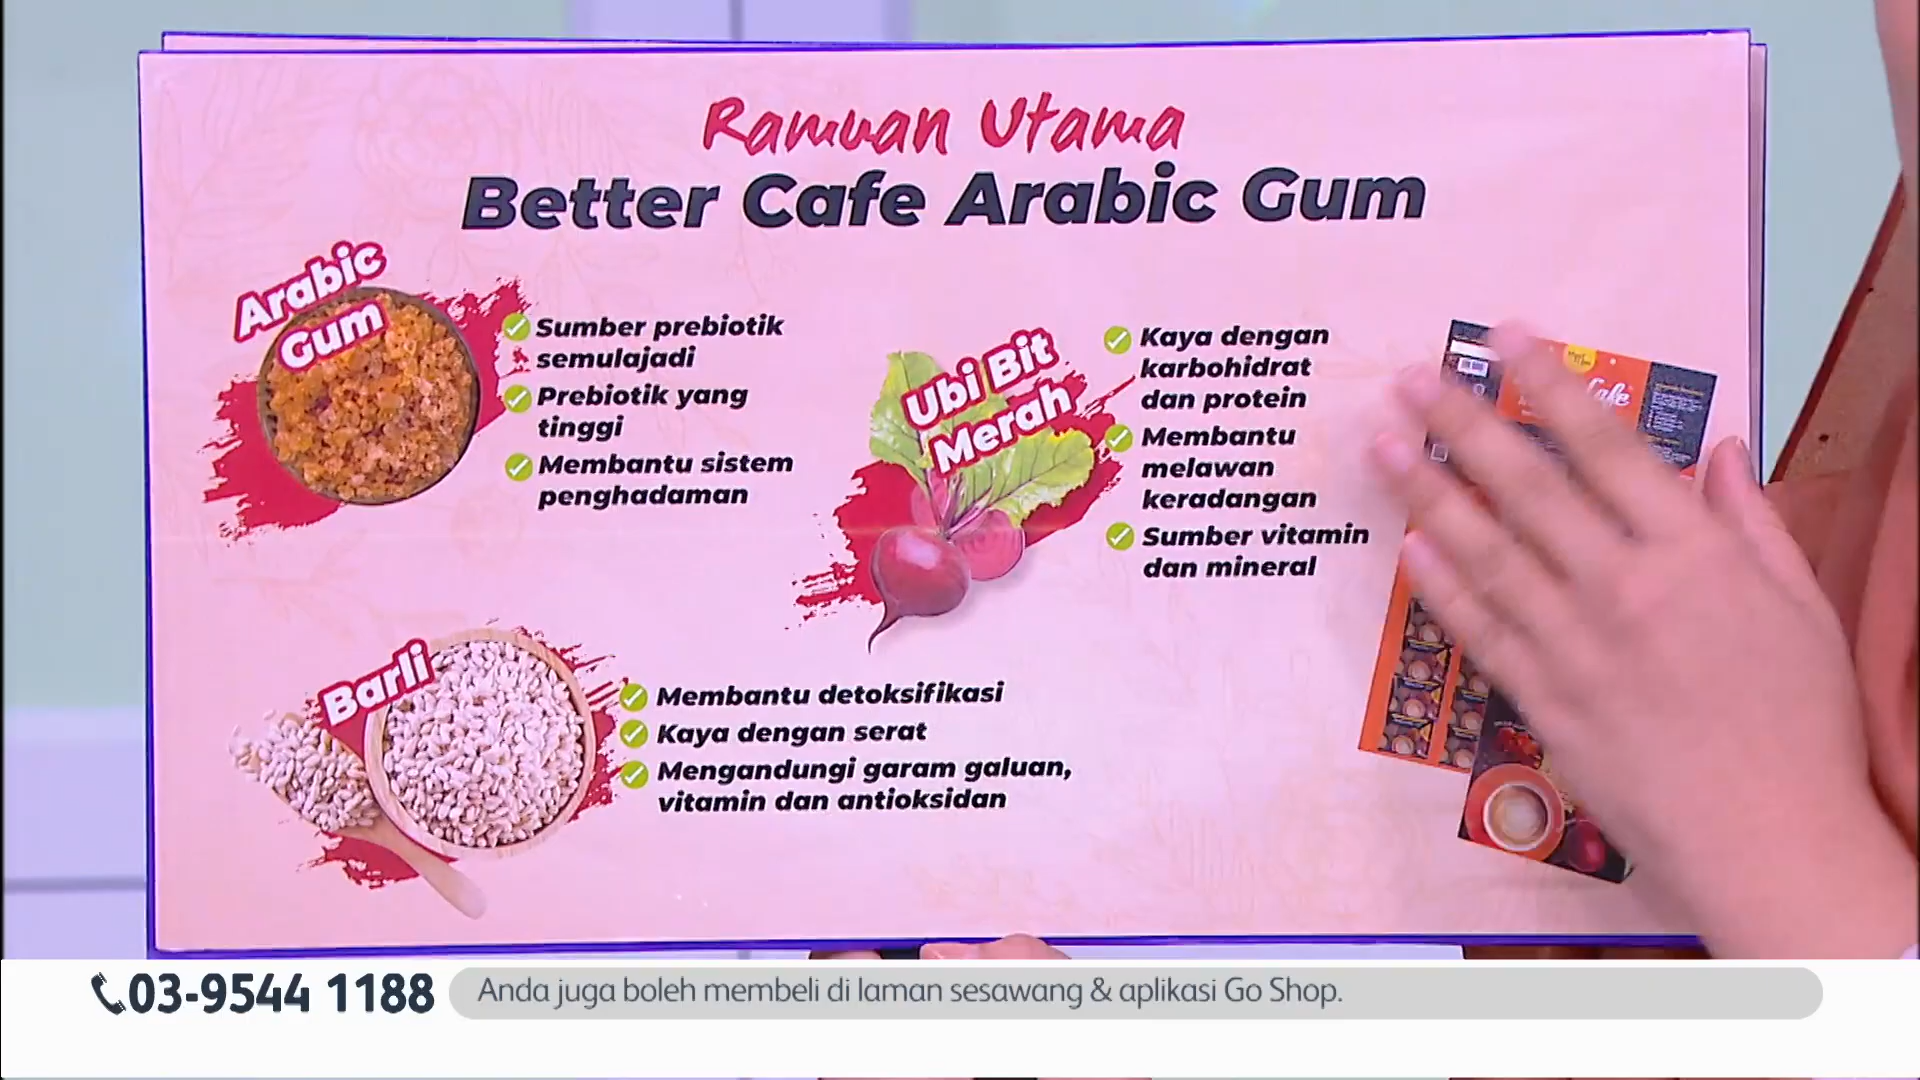 Ramuan Utama
Better Cafe Arabic Gum
Arabic
Gum
Sumber prebiotik
semulajadi
Prebiotik yang
tinggi
Membantu sistem
penghadaman
Ubi Bit
Merah
Kaya dengan
karbohidrat
dan protein
Membantu
melawan
keradangan
Sumber vitamin
dan mineral
Barli
Membantu detoksifikasi
Kaya dengan serat
Mengandungi garam galuan,
vitamin dan antioksidan
Cafe
03-9544 1188
Anda juga boleh membeli di laman sesawang & aplikasi Go Shop.